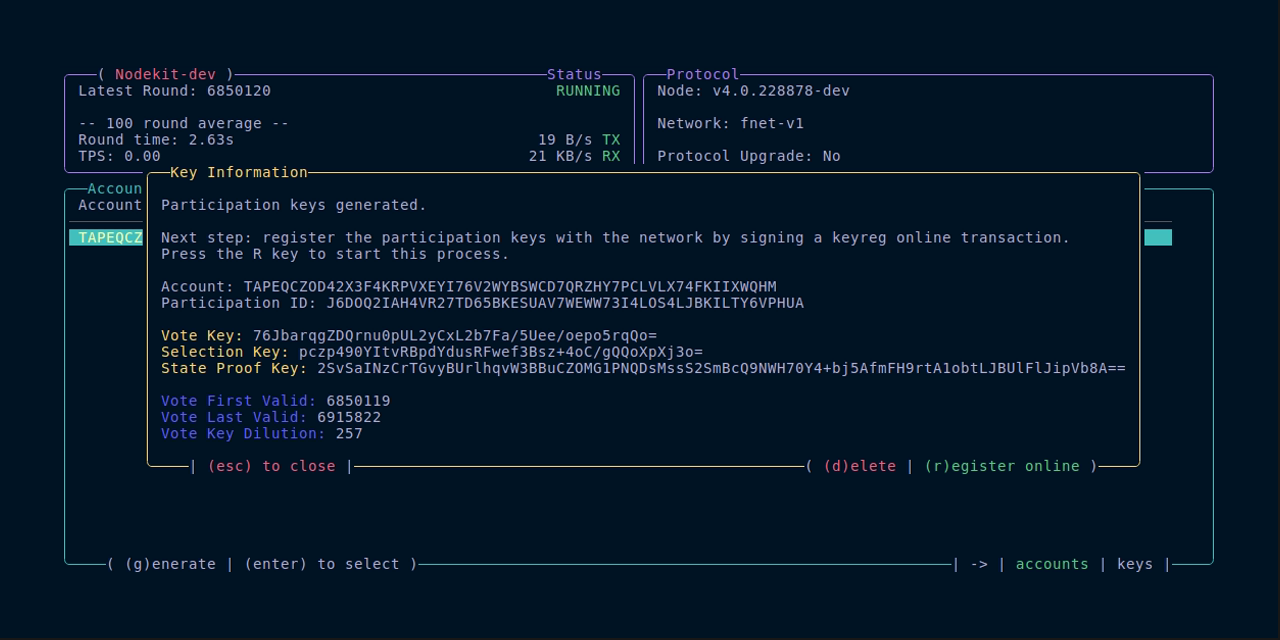 ( Nodekit-dev ) Status
Latest Round: 6850120 RUNNING
-- 100 round average --
Round time: 2.63s 19 B/s TX
TPS: 0.00 21 KB/s RX
Protocol
Node: v4.0.228878-dev
Network: fnet-v1
Protocol Upgrade: No
Accoun
Account
TAPEQCZ
Key Information
Participation keys generated.
Next step: register the participation keys with the network by signing a keyreg online transaction.
Press the R key to start this process.
Account: TAPEQCZOD42X3F4KRPVXEYI76V2WYBSWCD7QRZHY7PCLVLX74FKIIXWQHM
Participation ID: J6DOQ2IAH4VR27TD65BKESUAV7WEWW73I4LOS4LJBKILTY6VPHUA
Vote Key: 76JbarqgZDQrnu0pUL2yCxL2b7Fa/5Uee/oepo5rqQo=
Selection Key: pczp490YItvRBpdYdusRFwef3Bsz+4oC/gQQoXpXj3o=
State Proof Key: 2SvSaINzCrTGvyBUrlhqvW3BBuCZOMG1PNQDsMssS2SmBcQ9NWH70Y4+bj5AfmFH9rtA1obtLJBUlFlJipVb8A==
Vote First Valid: 6850119
Vote Last Valid: 6915822
Vote Key Dilution: 257
| (esc) to close | ( (d)elete | (r)egister online )
( (g)enerate | (enter) to select ) | -> | accounts | keys |